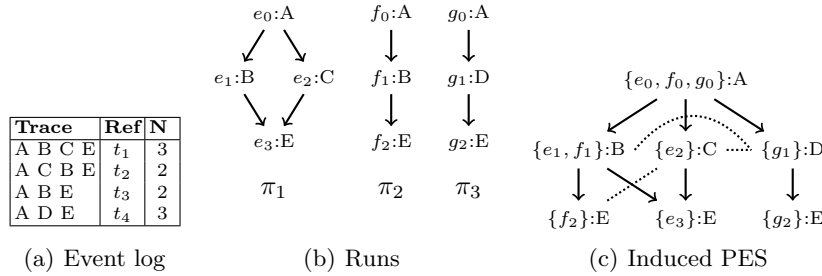 e₀:A f₀:A g₀:A
e₁:B e₂:C f₁:B g₁:D {e₀, f₀, g₀}:A
Trace Ref N
A B C E t₁ 3
A C B E t₂ 2
A B E t₃ 2
A D E t₄ 3
e₃:E f₂:E g₂:E {e₁, f₁}:B {e₂}:C {g₁}:D
π₁ π₂ π₃ {f₂}:E {e₃}:E {g₂}:E
(a) Event log (b) Runs (c) Induced PES